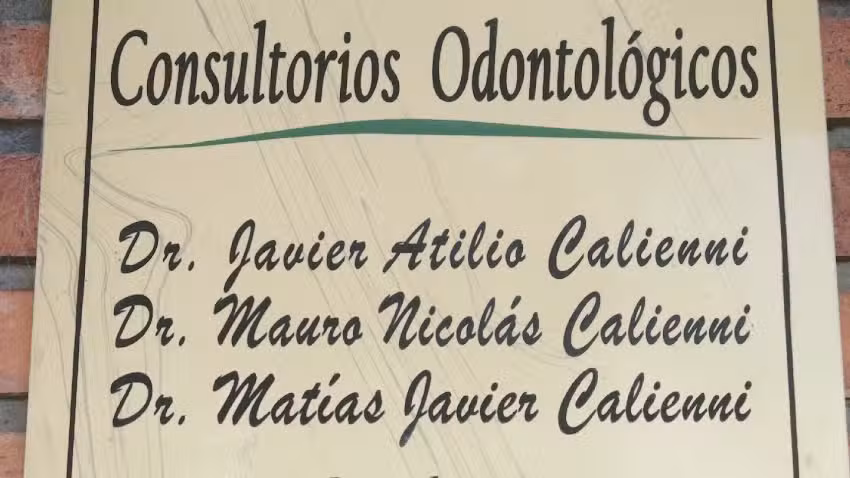 Consultorios Odontológicos
Dr. Javier Atilio Calienni
Dr. Mauro Nicolás Calienni
Dr. Matías Javier Calienni